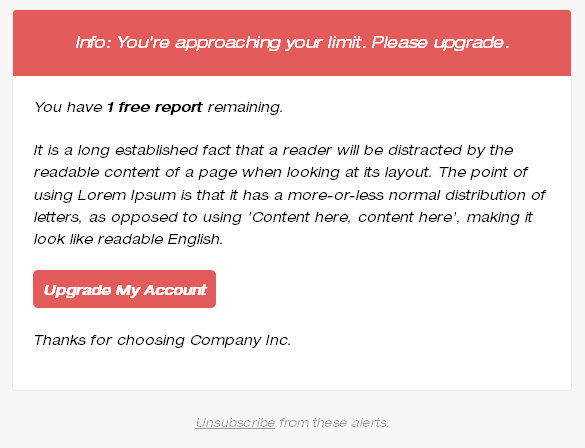 Info: You're approaching your limit. Please upgrade.
You have 1 free report remaining.
It is a long established fact that a reader will be distracted by the
readable content of a page when looking at its layout. The point of
using Lorem Ipsum is that it has a more-or-less normal distribution of
letters, as opposed to using 'Content here, content here', making it
look like readable English.
Upgrade My Account
Thanks for choosing Company Inc.
Unsubscribe from these alerts.